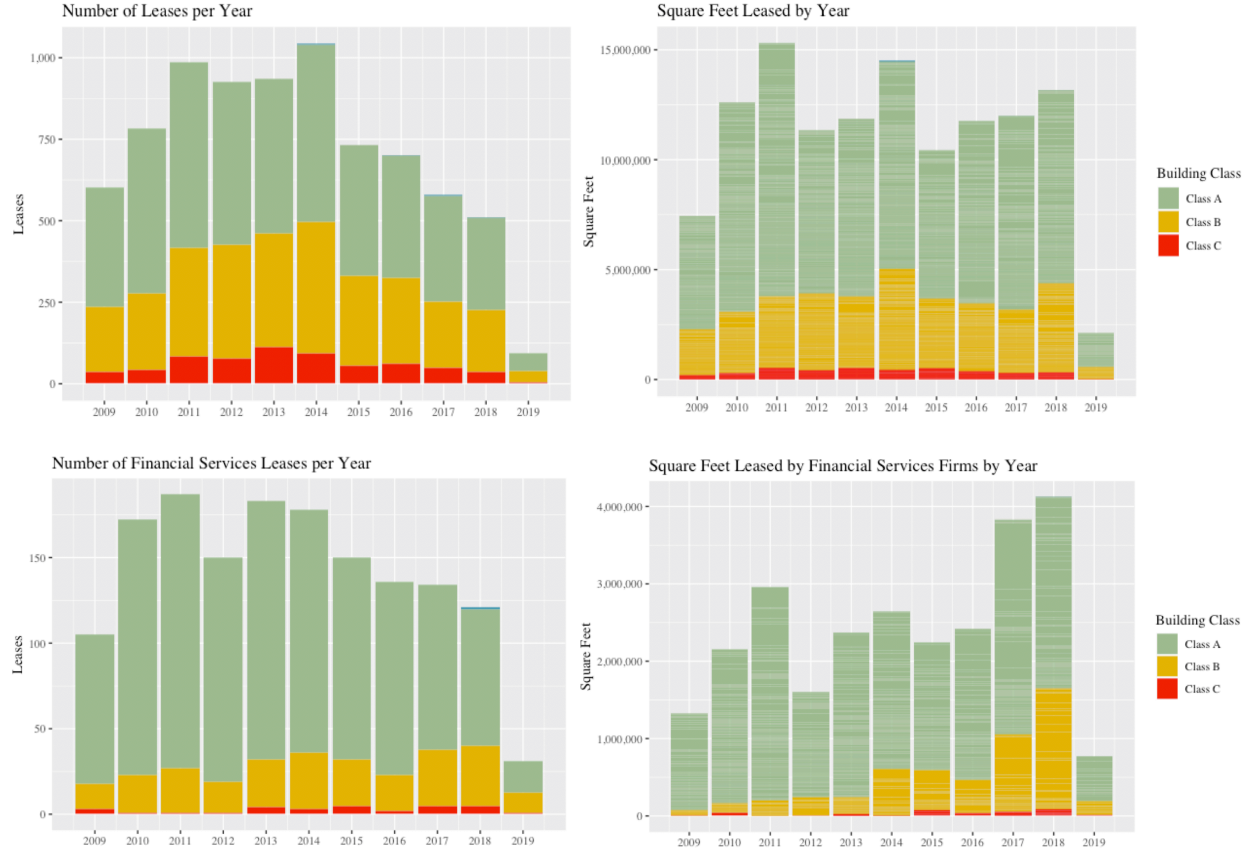 Number of Leases per Year
1,000
750
500
250
0
Leases
2009 2010 2011 2012 2013 2014 2015 2016 2017 2018 2019
Square Feet Leased by Year
15,000,000
10,000,000
5,000,000
0
Square Feet
2009 2010 2011 2012 2013 2014 2015 2016 2017 2018 2019
Building Class
Class A
Class B
Class C
Number of Financial Services Leases per Year
150
100
50
0
Leases
2009 2010 2011 2012 2013 2014 2015 2016 2017 2018 2019
Square Feet Leased by Financial Services Firms by Year
4,000,000
3,000,000
2,000,000
1,000,000
0
Square Feet
2009 2010 2011 2012 2013 2014 2015 2016 2017 2018 2019
Building Class
Class A
Class B
Class C